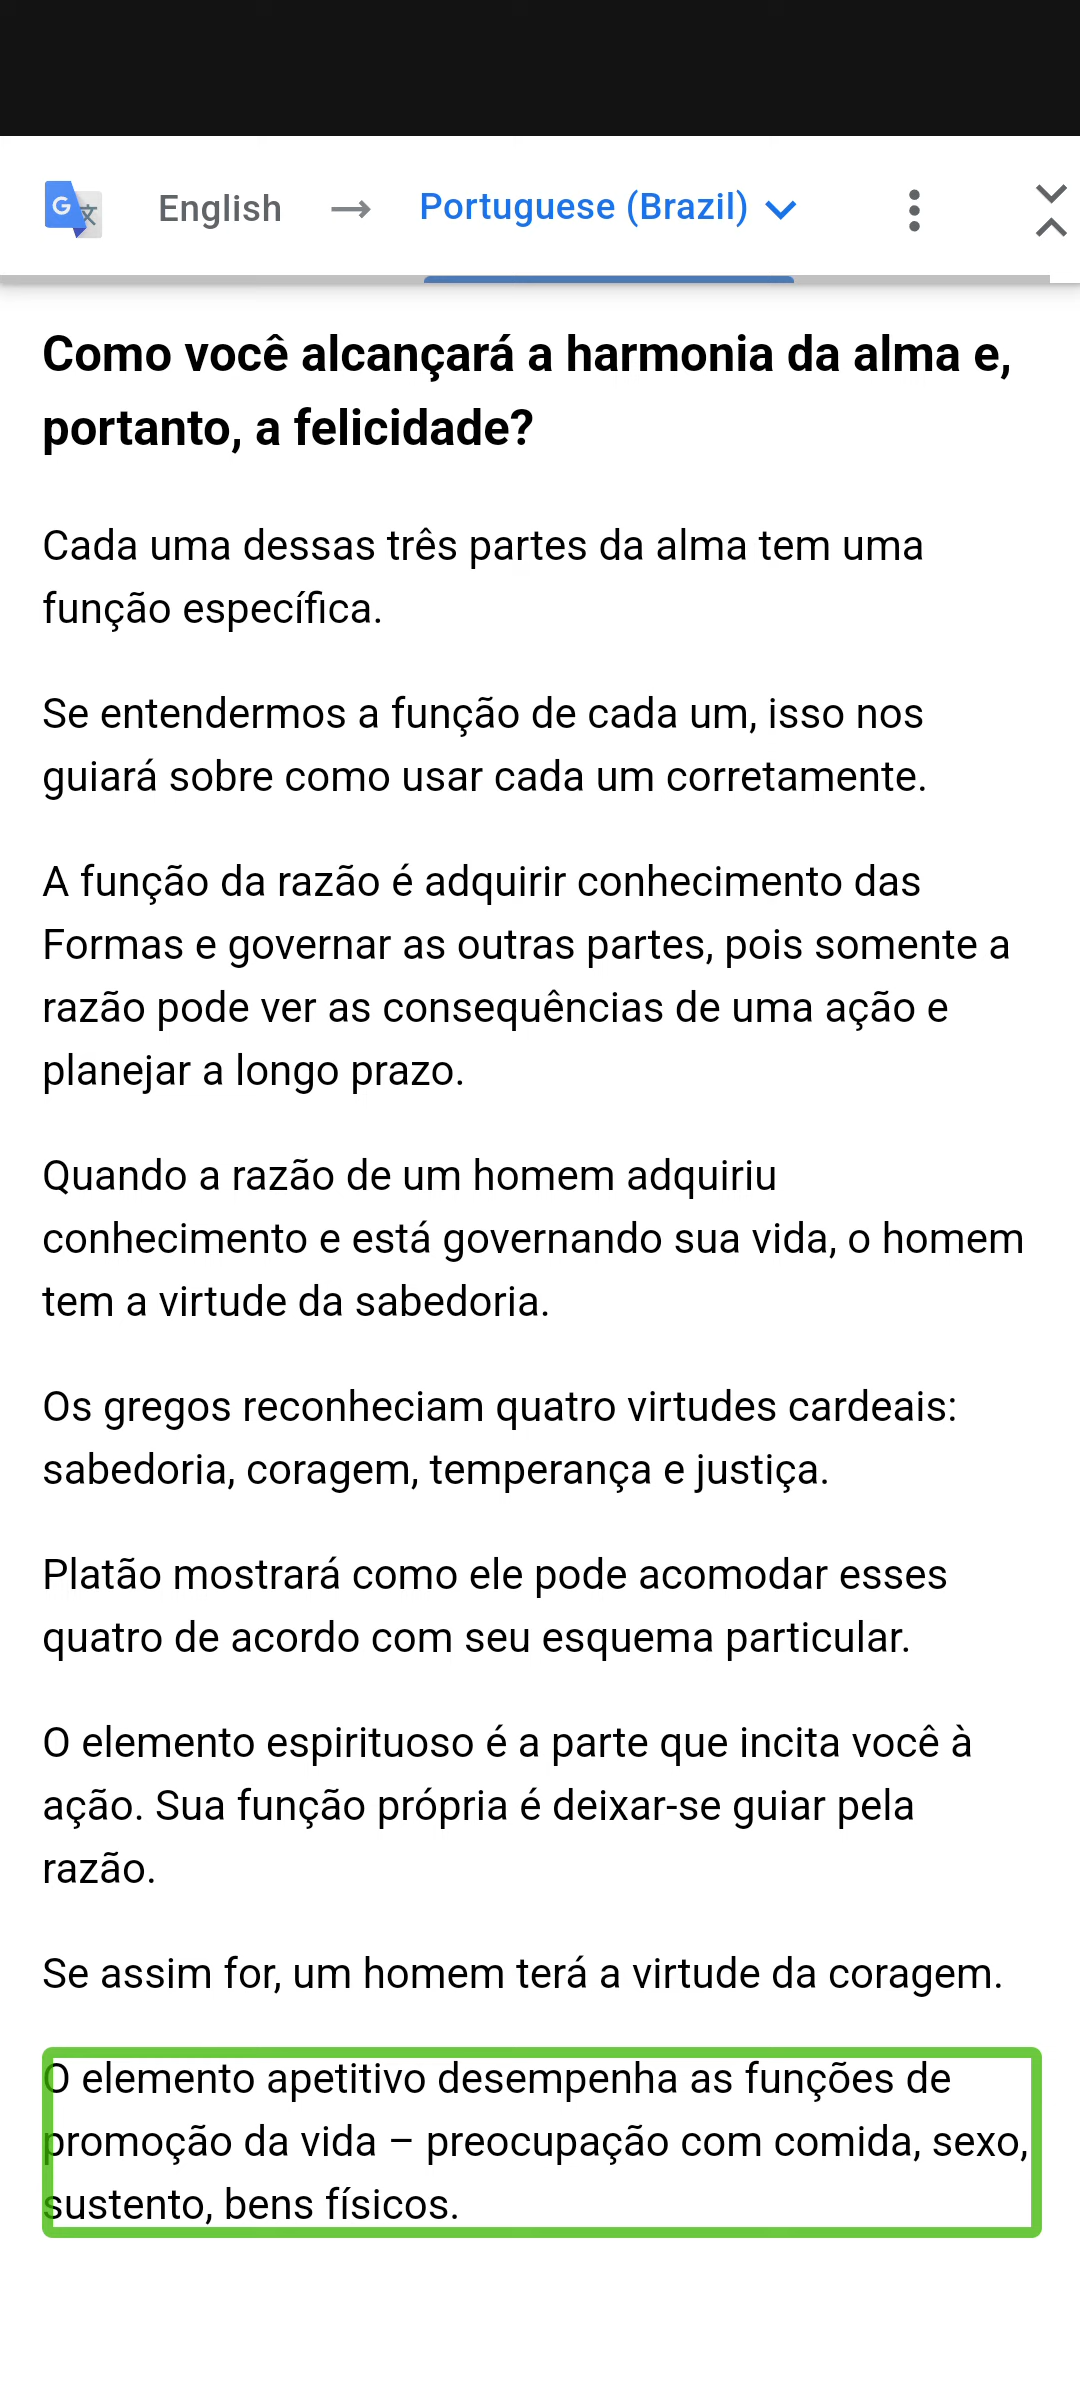 English → Portuguese (Brazil)
Como você alcançará a harmonia da alma e,
portanto, a felicidade?
Cada uma dessas três partes da alma tem uma
função específica.
Se entendermos a função de cada um, isso nos
guiará sobre como usar cada um corretamente.
A função da razão é adquirir conhecimento das
Formas e governar as outras partes, pois somente a
razão pode ver as consequências de uma ação e
planejar a longo prazo.
Quando a razão de um homem adquiriu
conhecimento e está governando sua vida, o homem
tem a virtude da sabedoria.
Os gregos reconheciam quatro virtudes cardeais:
sabedoria, coragem, temperança e justiça.
Platão mostrará como ele pode acomodar esses
quatro de acordo com seu esquema particular.
O elemento espirituoso é a parte que incita você à
ação. Sua função própria é deixar-se guiar pela
razão.
Se assim for, um homem terá a virtude da coragem.
O elemento apetitivo desempenha as funções de
promoção da vida – preocupação com comida, sexo,
sustento, bens físicos.